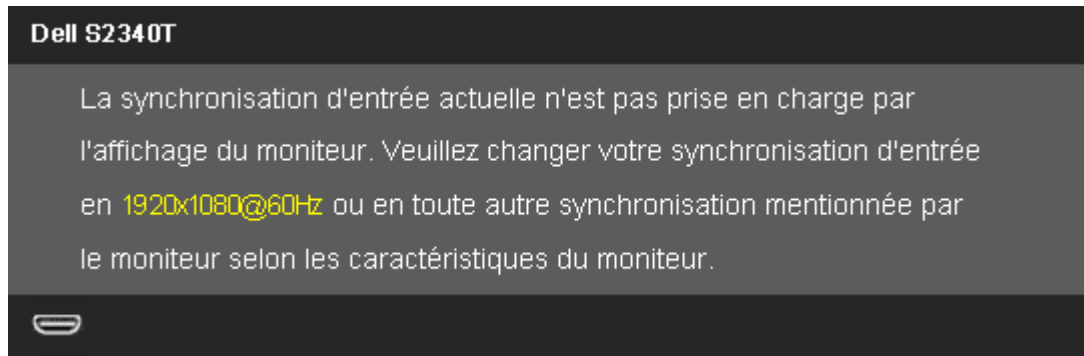 Dell S2340T
La synchronisation d'entrée actuelle n'est pas prise en charge par
l'affichage du moniteur. Veuillez changer votre synchronisation d'entrée
en 1920x1080@60Hz ou en toute autre synchronisation mentionnée par
le moniteur selon les caractéristiques du moniteur.